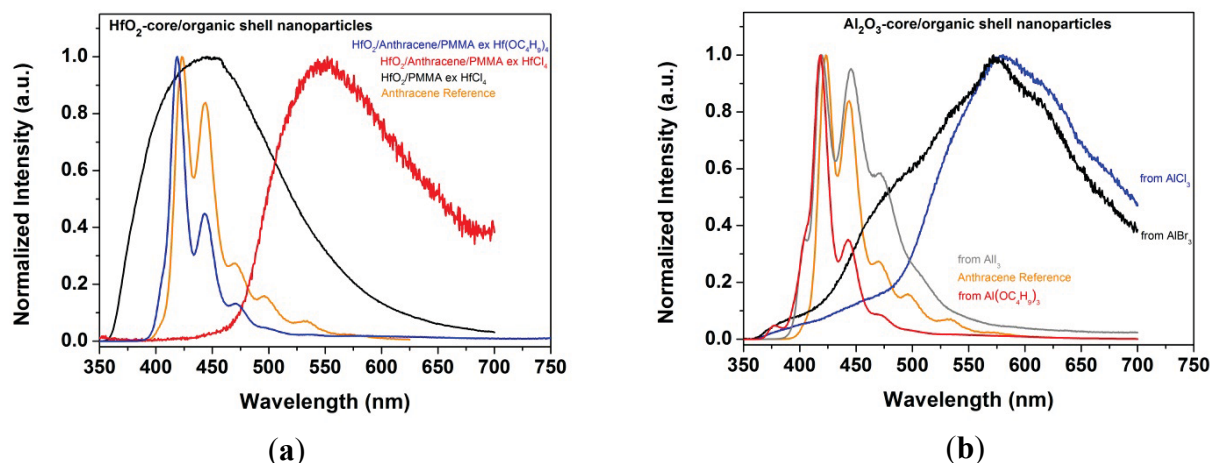 HfO₂-core/organic shell nanoparticles
HfO₂/Anthracene/PMMA ex Hf(OC₄H₉)₄
HfO₂/Anthracene/PMMA ex HfCl₄
HfO₂/PMMA ex HfCl₄
Anthracene Reference
Normalized Intensity (a.u.)
1.0
0.8
0.6
0.4
0.2
0.0
350 400 450 500 550 600 650 700 750
Wavelength (nm)
(a)
Al₂O₃-core/organic shell nanoparticles
from AlCl₃
from AlBr₃
from AlI₃
Anthracene Reference
from Al(OC₄H₉)₃
Normalized Intensity (a.u.)
1.0
0.8
0.6
0.4
0.2
0.0
350 400 450 500 550 600 650 700 750
Wavelength (nm)
(b)